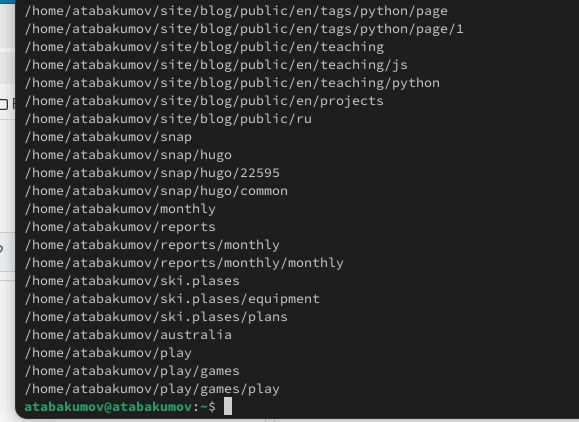 /home/atabakumov/site/blog/public/en/tags/python/page
/home/atabakumov/site/blog/public/en/tags/python/page/1
/home/atabakumov/site/blog/public/en/teaching
/home/atabakumov/site/blog/public/en/teaching/js
/home/atabakumov/site/blog/public/en/teaching/python
/home/atabakumov/site/blog/public/en/projects
/home/atabakumov/site/blog/public/ru
/home/atabakumov/snap
/home/atabakumov/snap/hugo
/home/atabakumov/snap/hugo/22595
/home/atabakumov/snap/hugo/common
/home/atabakumov/monthly
/home/atabakumov/reports
/home/atabakumov/reports/monthly
/home/atabakumov/reports/monthly/monthly
/home/atabakumov/ski.plases
/home/atabakumov/ski.plases/equipment
/home/atabakumov/ski.plases/plans
/home/atabakumov/australia
/home/atabakumov/play
/home/atabakumov/play/games
/home/atabakumov/play/games/play
atabakumov@atabakumov:~$